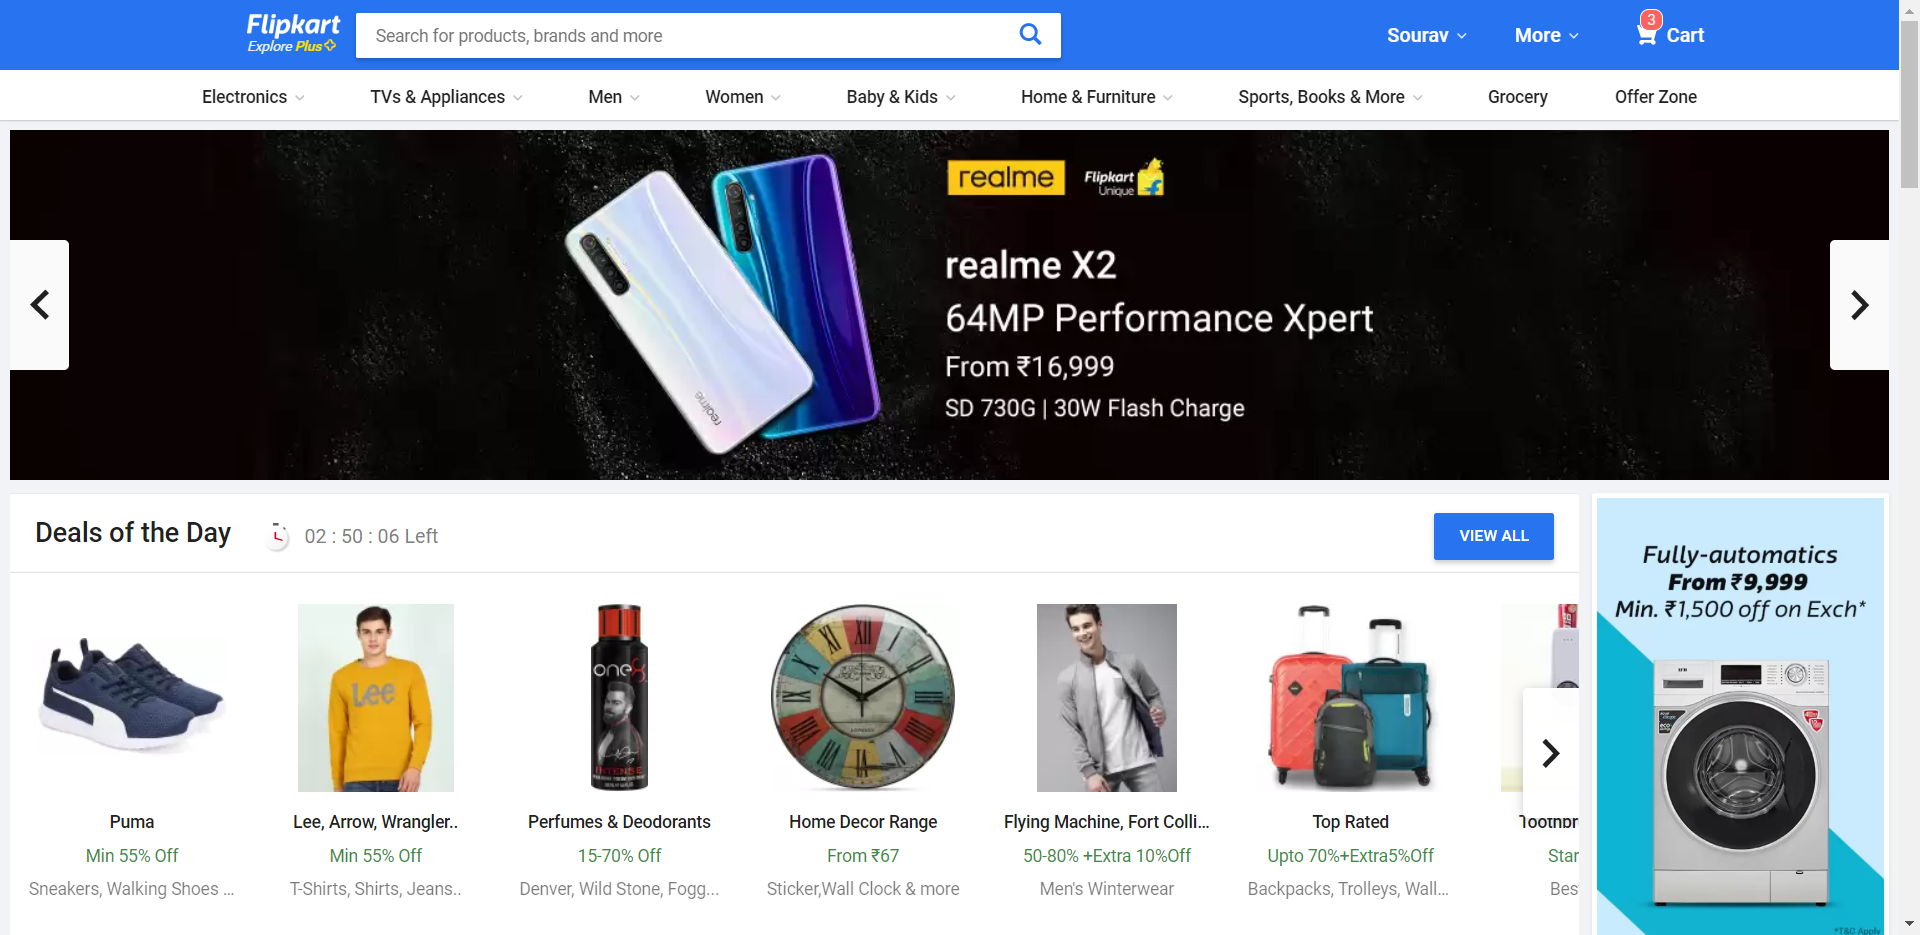 Flipkart
Explore Plus
Search for products, brands and more
Sourav
More
3
Cart
Electronics
TVs & Appliances
Men
Women
Baby & Kids
Home & Furniture
Sports, Books & More
Grocery
Offer Zone
realme
Flipkart
Unique
realme X2
64MP Performance Xpert
From ₹16,999
SD 730G | 30W Flash Charge
realme
Deals of the Day
02 : 50 : 06 Left
VIEW ALL
Lee
one8
INTENSE
Puma
Min 55% Off
Sneakers, Walking Shoes ...
Lee, Arrow, Wrangler..
Min 55% Off
T-Shirts, Shirts, Jeans..
Perfumes & Deodorants
15-70% Off
Denver, Wild Stone, Fogg...
Home Decor Range
From ₹67
Sticker,Wall Clock & more
Flying Machine, Fort Colli...
50-80% +Extra 10%Off
Men's Winterwear
Top Rated
Upto 70%+Extra5%Off
Backpacks, Trolleys, Wall...
Star
Bes
Fully-automatics
From ₹9,999
Min. ₹1,500 off on Exch*
IFB
*T&C Apply